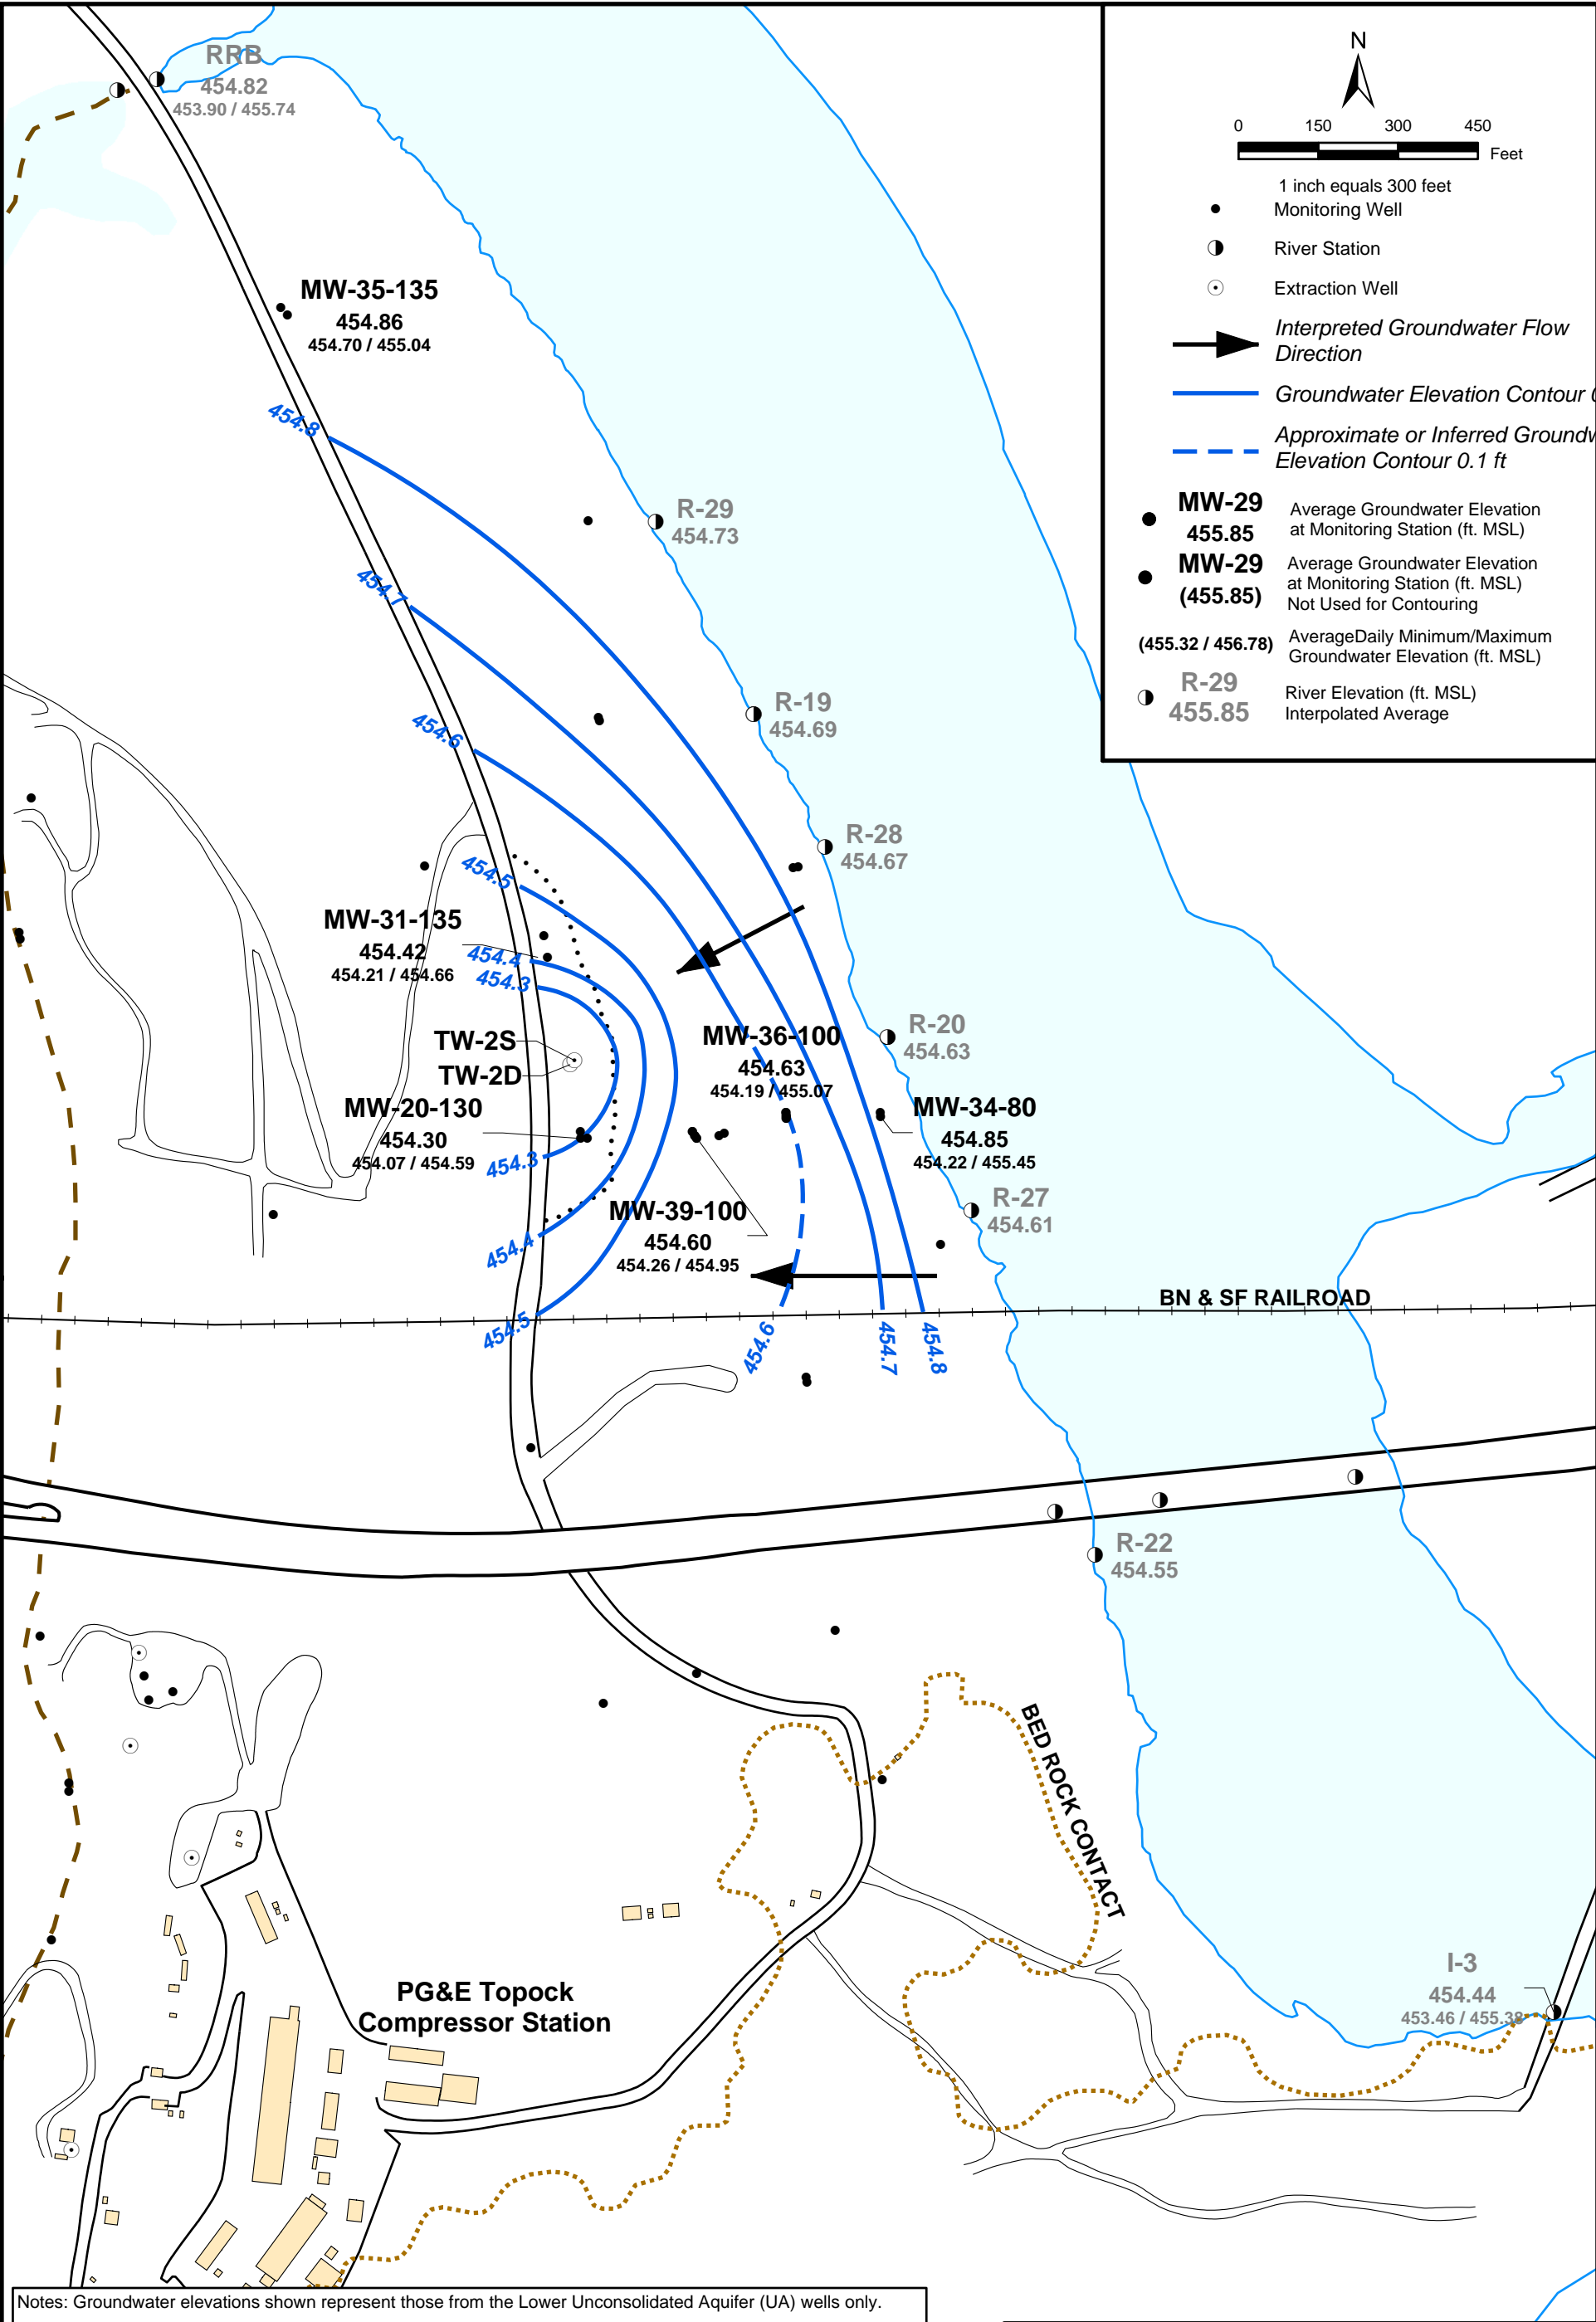 RRB
454.82
453.90 / 455.74
N
0 150 300 450
Feet
1 inch equals 300 feet
Monitoring Well
River Station
Extraction Well
Interpreted Groundwater Flow
Direction
Groundwater Elevation Contour
Approximate or Inferred
Elevation Contour 0.1 ft
MW-29
455.85
Average Groundwater Elevation
at Monitoring Station (ft. MSL)
MW-29
(455.85)
Average Groundwater Elevation
at Monitoring Station (ft. MSL)
Not Used for Contouring
(455.32 / 456.78)
AverageDaily Minimum/Maximum
Groundwater Elevation (ft. MSL)
R-29
455.85
River Elevation (ft. MSL)
Interpolated Average
MW-35-135
454.86
454.70 / 455.04
454.8
R-29
454.73
454.7
R-19
454.69
454.6
R-28
454.67
454.5
MW-31-135
454.42
454.21 / 454.66
454.4
454.3
TW-2S
TW-2D
MW-36-100
454.63
454.19 / 455.07
R-20
454.63
MW-20-130
454.30
454.07 / 454.59
454.3
MW-34-80
454.85
454.22 / 455.45
MW-39-100
454.60
454.26 / 454.95
R-27
454.61
454.4
454.5
454.6
454.7
454.8
BN & SF RAILROAD
R-22
454.55
BED ROCK CONTACT
PG&E Topock
Compressor Station
I-3
454.44
453.46 / 455.38
Notes: Groundwater elevations shown represent those from the Lower Unconsolidated Aquifer (UA) wells only.